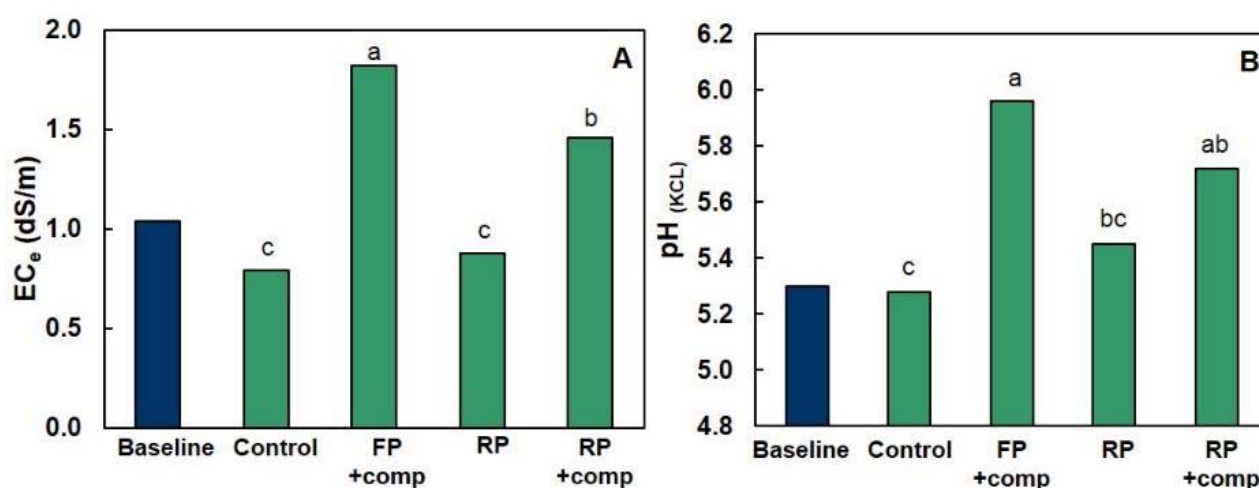 A
ECe (dS/m)
2.0
1.5
1.0
0.5
0.0
c
a
c
b
Baseline Control FP RP RP
+comp +comp
B
pH (KCL)
6.2
6.0
5.8
5.6
5.4
5.2
5.0
4.8
c
a
bc
ab
Baseline Control FP RP RP
+comp +comp